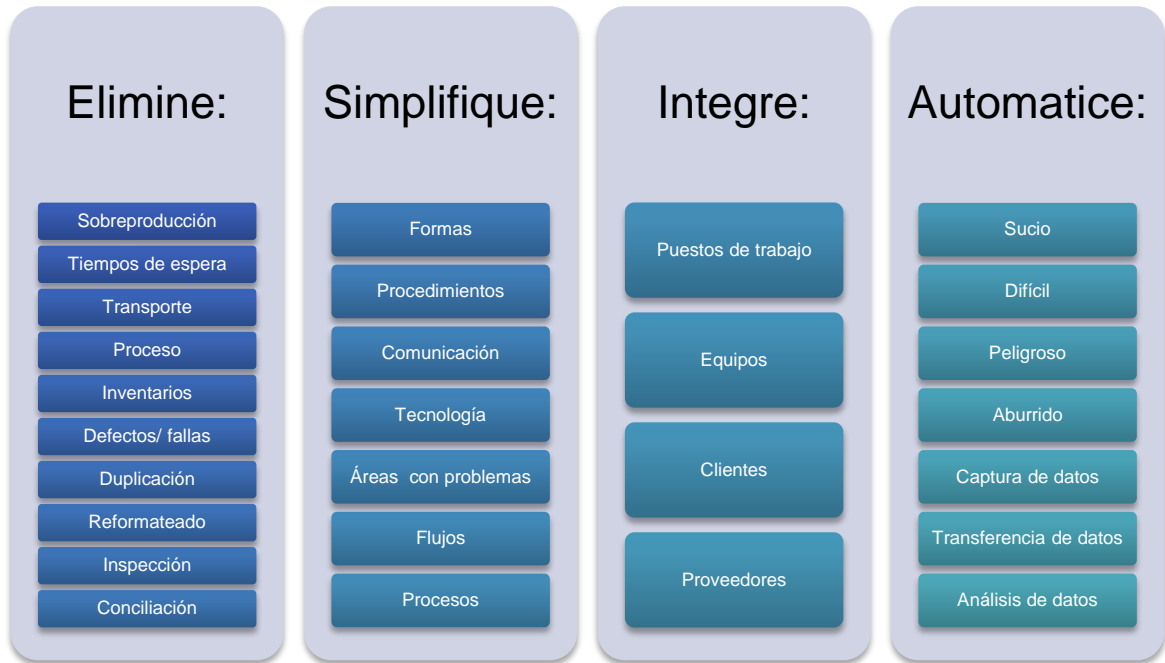 Elimine:
Sobreproducción
Tiempos de espera
Transporte
Proceso
Inventarios
Defectos/ fallas
Duplicación
Reformateado
Inspección
Conciliación
Simplifique:
Formas
Procedimientos
Comunicación
Tecnología
Áreas con problemas
Flujos
Procesos
Integre:
Puestos de trabajo
Equipos
Clientes
Proveedores
Automatice:
Sucio
Difícil
Peligroso
Aburrido
Captura de datos
Transferencia de datos
Análisis de datos